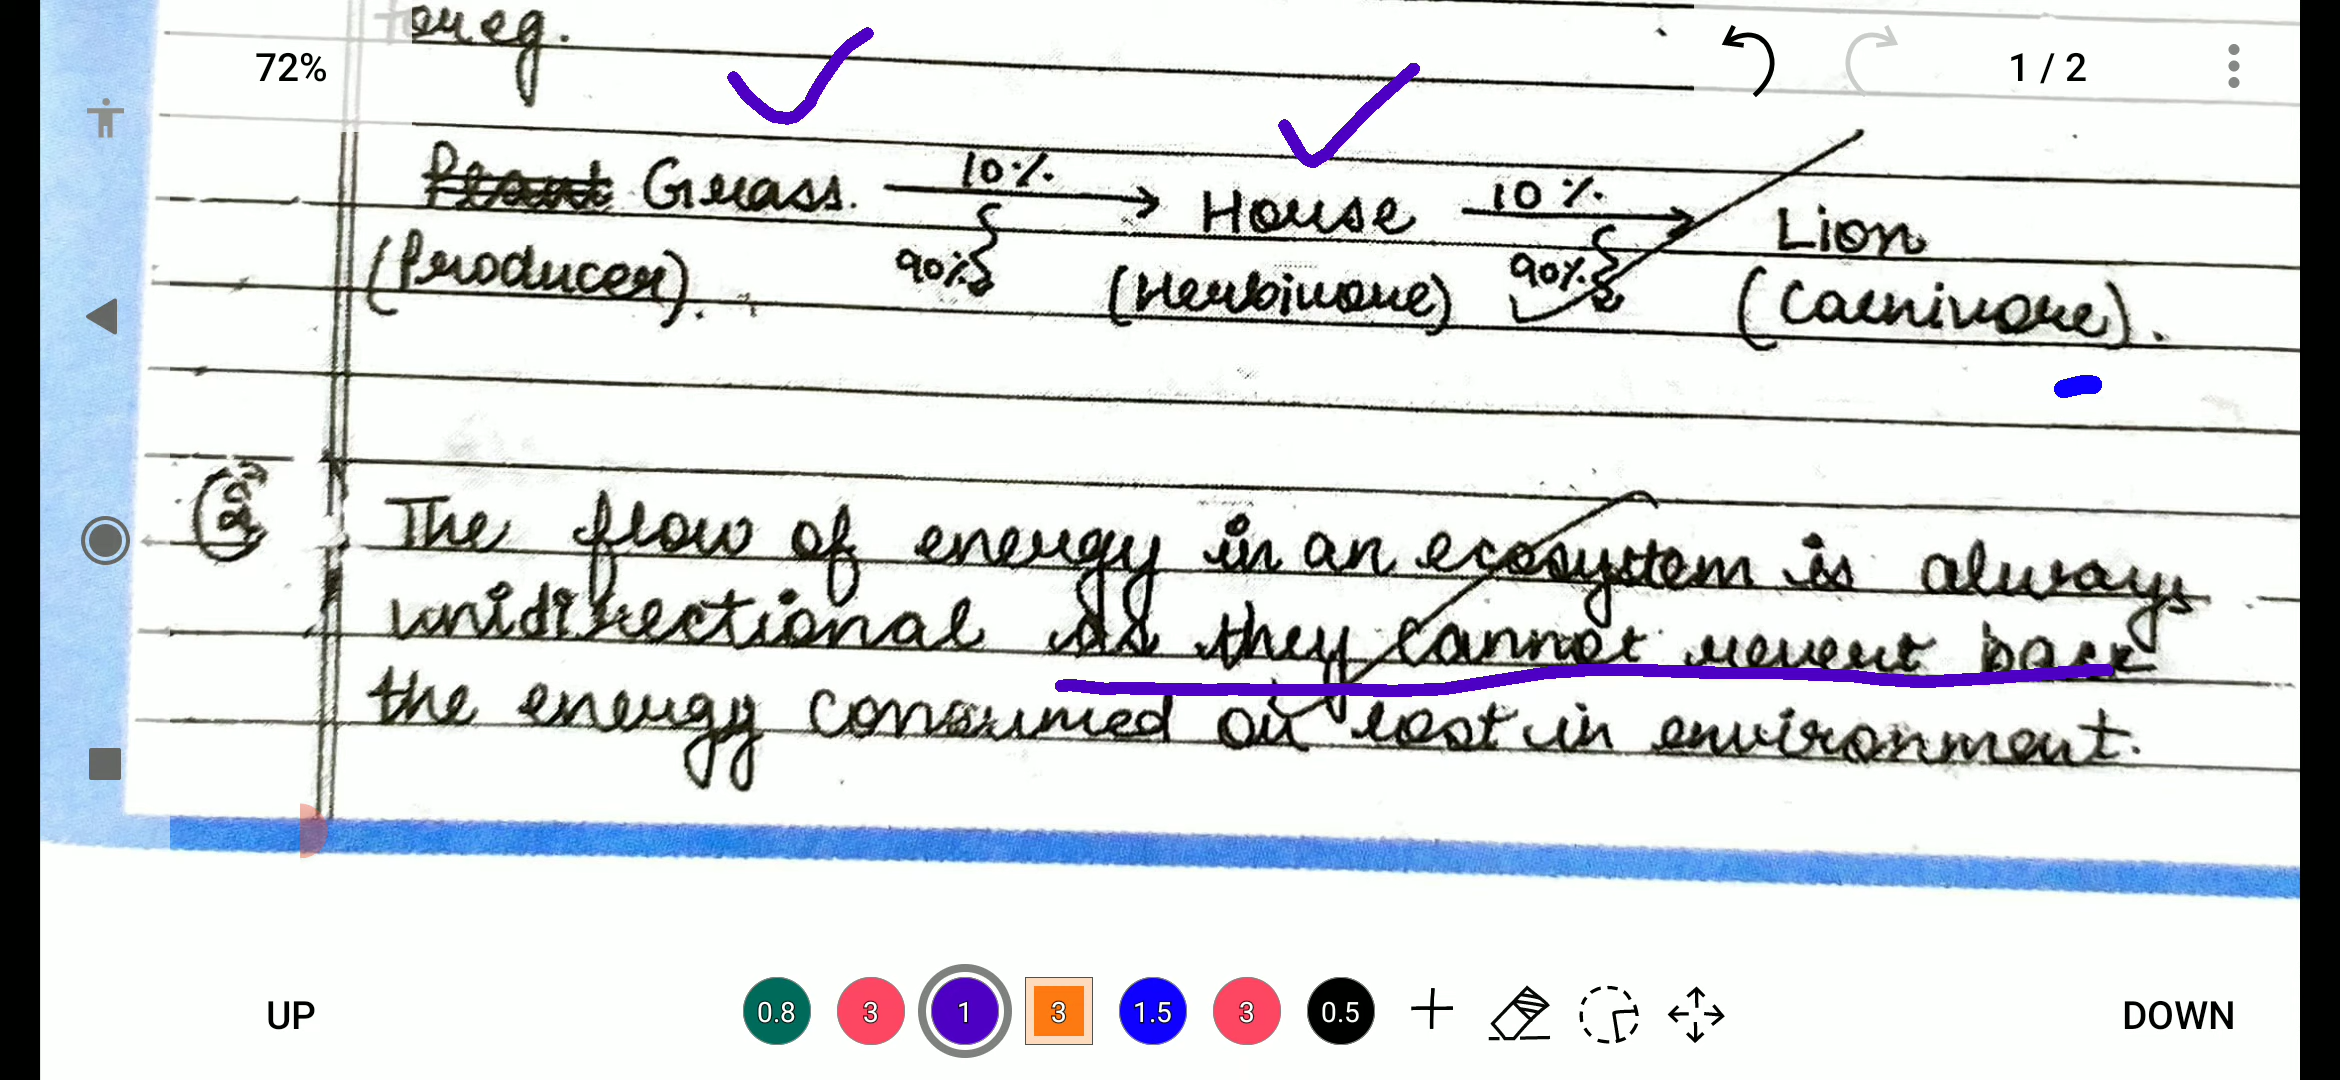 for eg.
72%
1 / 2
Grass. 10% Horse 10% Lion
(Producer). 90% (Herbivore) 90% (Carnivore).
The flow of energy in an ecosystem is always
unidirectional as they cannot revert back
the energy consumed or lost in environment.
UP 0.8 3 1 3 1.5 3 0.5 DOWN